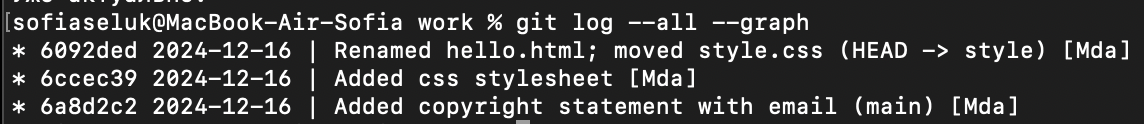 sofiaseluk@MacBook-Air-Sofia work % git log --all --graph
* 6092ded 2024-12-16 | Renamed hello.html; moved style.css (HEAD -> style) [Mda]
* 6ccec39 2024-12-16 | Added css stylesheet [Mda]
* 6a8d2c2 2024-12-16 | Added copyright statement with email (main) [Mda]